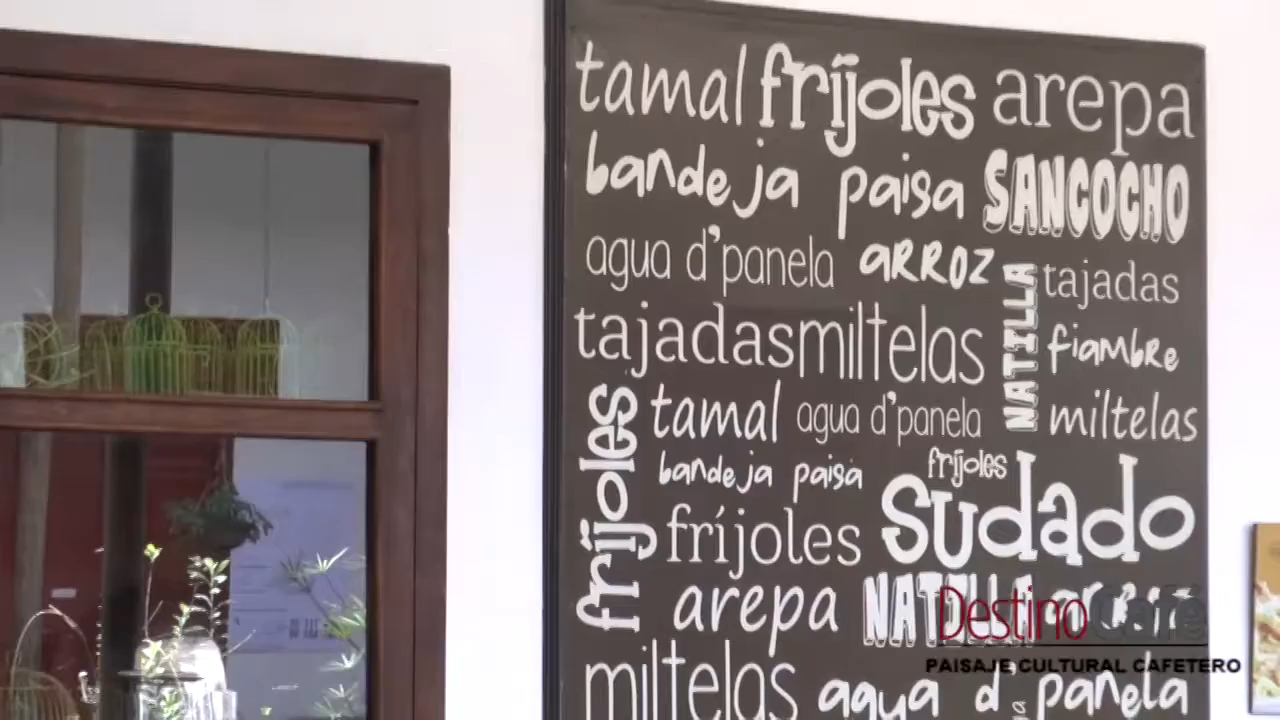 tamal fríjoles arepa
bandeja paisa SANCOCHO
agua d'panela ARROZ
NATILLA
tajadas
tajadasmiltelas
fiambre
fríjoles
tamal agua d'panela
miltelas
bandeja paisa
fríjoles
fríjoles
sudado
arepa NATILLA
miltelas agua d'panela
Destino Café
PAISAJE CULTURAL CAFETERO